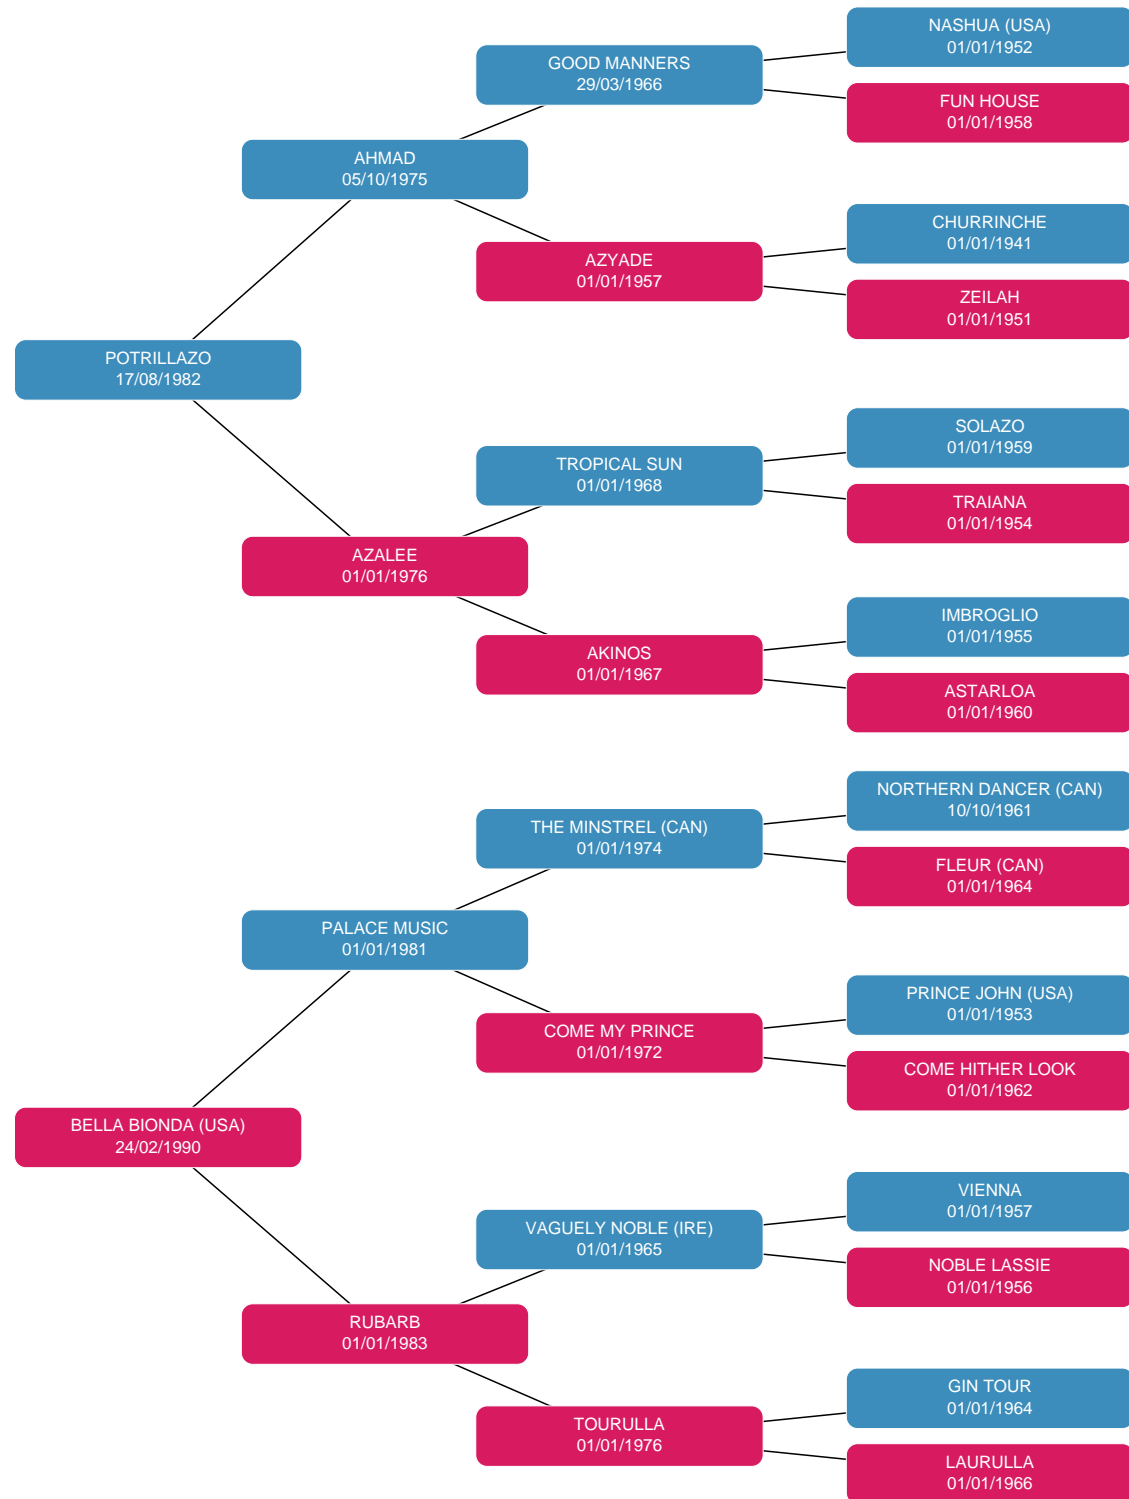 NASHUA (USA)
01/01/1952
GOOD MANNERS
29/03/1966
FUN HOUSE
01/01/1958
AHMAD
05/10/1975
CHURRINCHE
01/01/1941
AZYADE
01/01/1957
ZEILAH
01/01/1951
POTRILLAZO
17/08/1982
SOLAZO
01/01/1959
TROPICAL SUN
01/01/1968
TRAIANA
01/01/1954
AZALEE
01/01/1976
IMBROGLIO
01/01/1955
AKINOS
01/01/1967
ASTARLOA
01/01/1960
NORTHERN DANCER (CAN)
10/10/1961
THE MINSTREL (CAN)
01/01/1974
FLEUR (CAN)
01/01/1964
PALACE MUSIC
01/01/1981
PRINCE JOHN (USA)
01/01/1953
COME MY PRINCE
01/01/1972
COME HITHER LOOK
01/01/1962
BELLA BIONDA (USA)
24/02/1990
VIENNA
01/01/1957
VAGUELY NOBLE (IRE)
01/01/1965
NOBLE LASSIE
01/01/1956
RUBARB
01/01/1983
GIN TOUR
01/01/1964
TOURULLA
01/01/1976
LAURULLA
01/01/1966